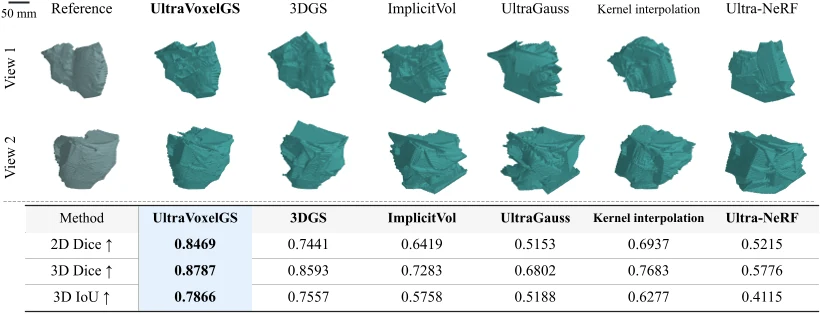 50 mm
Reference UltraVoxelGS 3DGS ImplicitVol UltraGauss Kernel interpolation Ultra-NeRF
View 1
View 2
Method UltraVoxelGS 3DGS ImplicitVol UltraGauss Kernel interpolation Ultra-NeRF
2D Dice ↑ 0.8469 0.7441 0.6419 0.5153 0.6937 0.5215
3D Dice ↑ 0.8787 0.8593 0.7283 0.6802 0.7683 0.5776
3D IoU ↑ 0.7866 0.7557 0.5758 0.5188 0.6277 0.4115